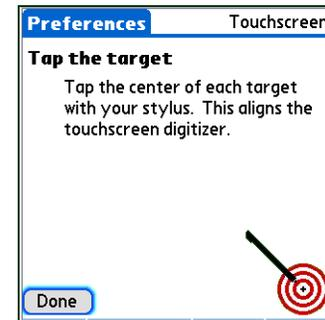 Preferences
Touchscreen
Tap the target
Tap the center of each target
with your stylus. This aligns the
touchscreen digitizer.
Done